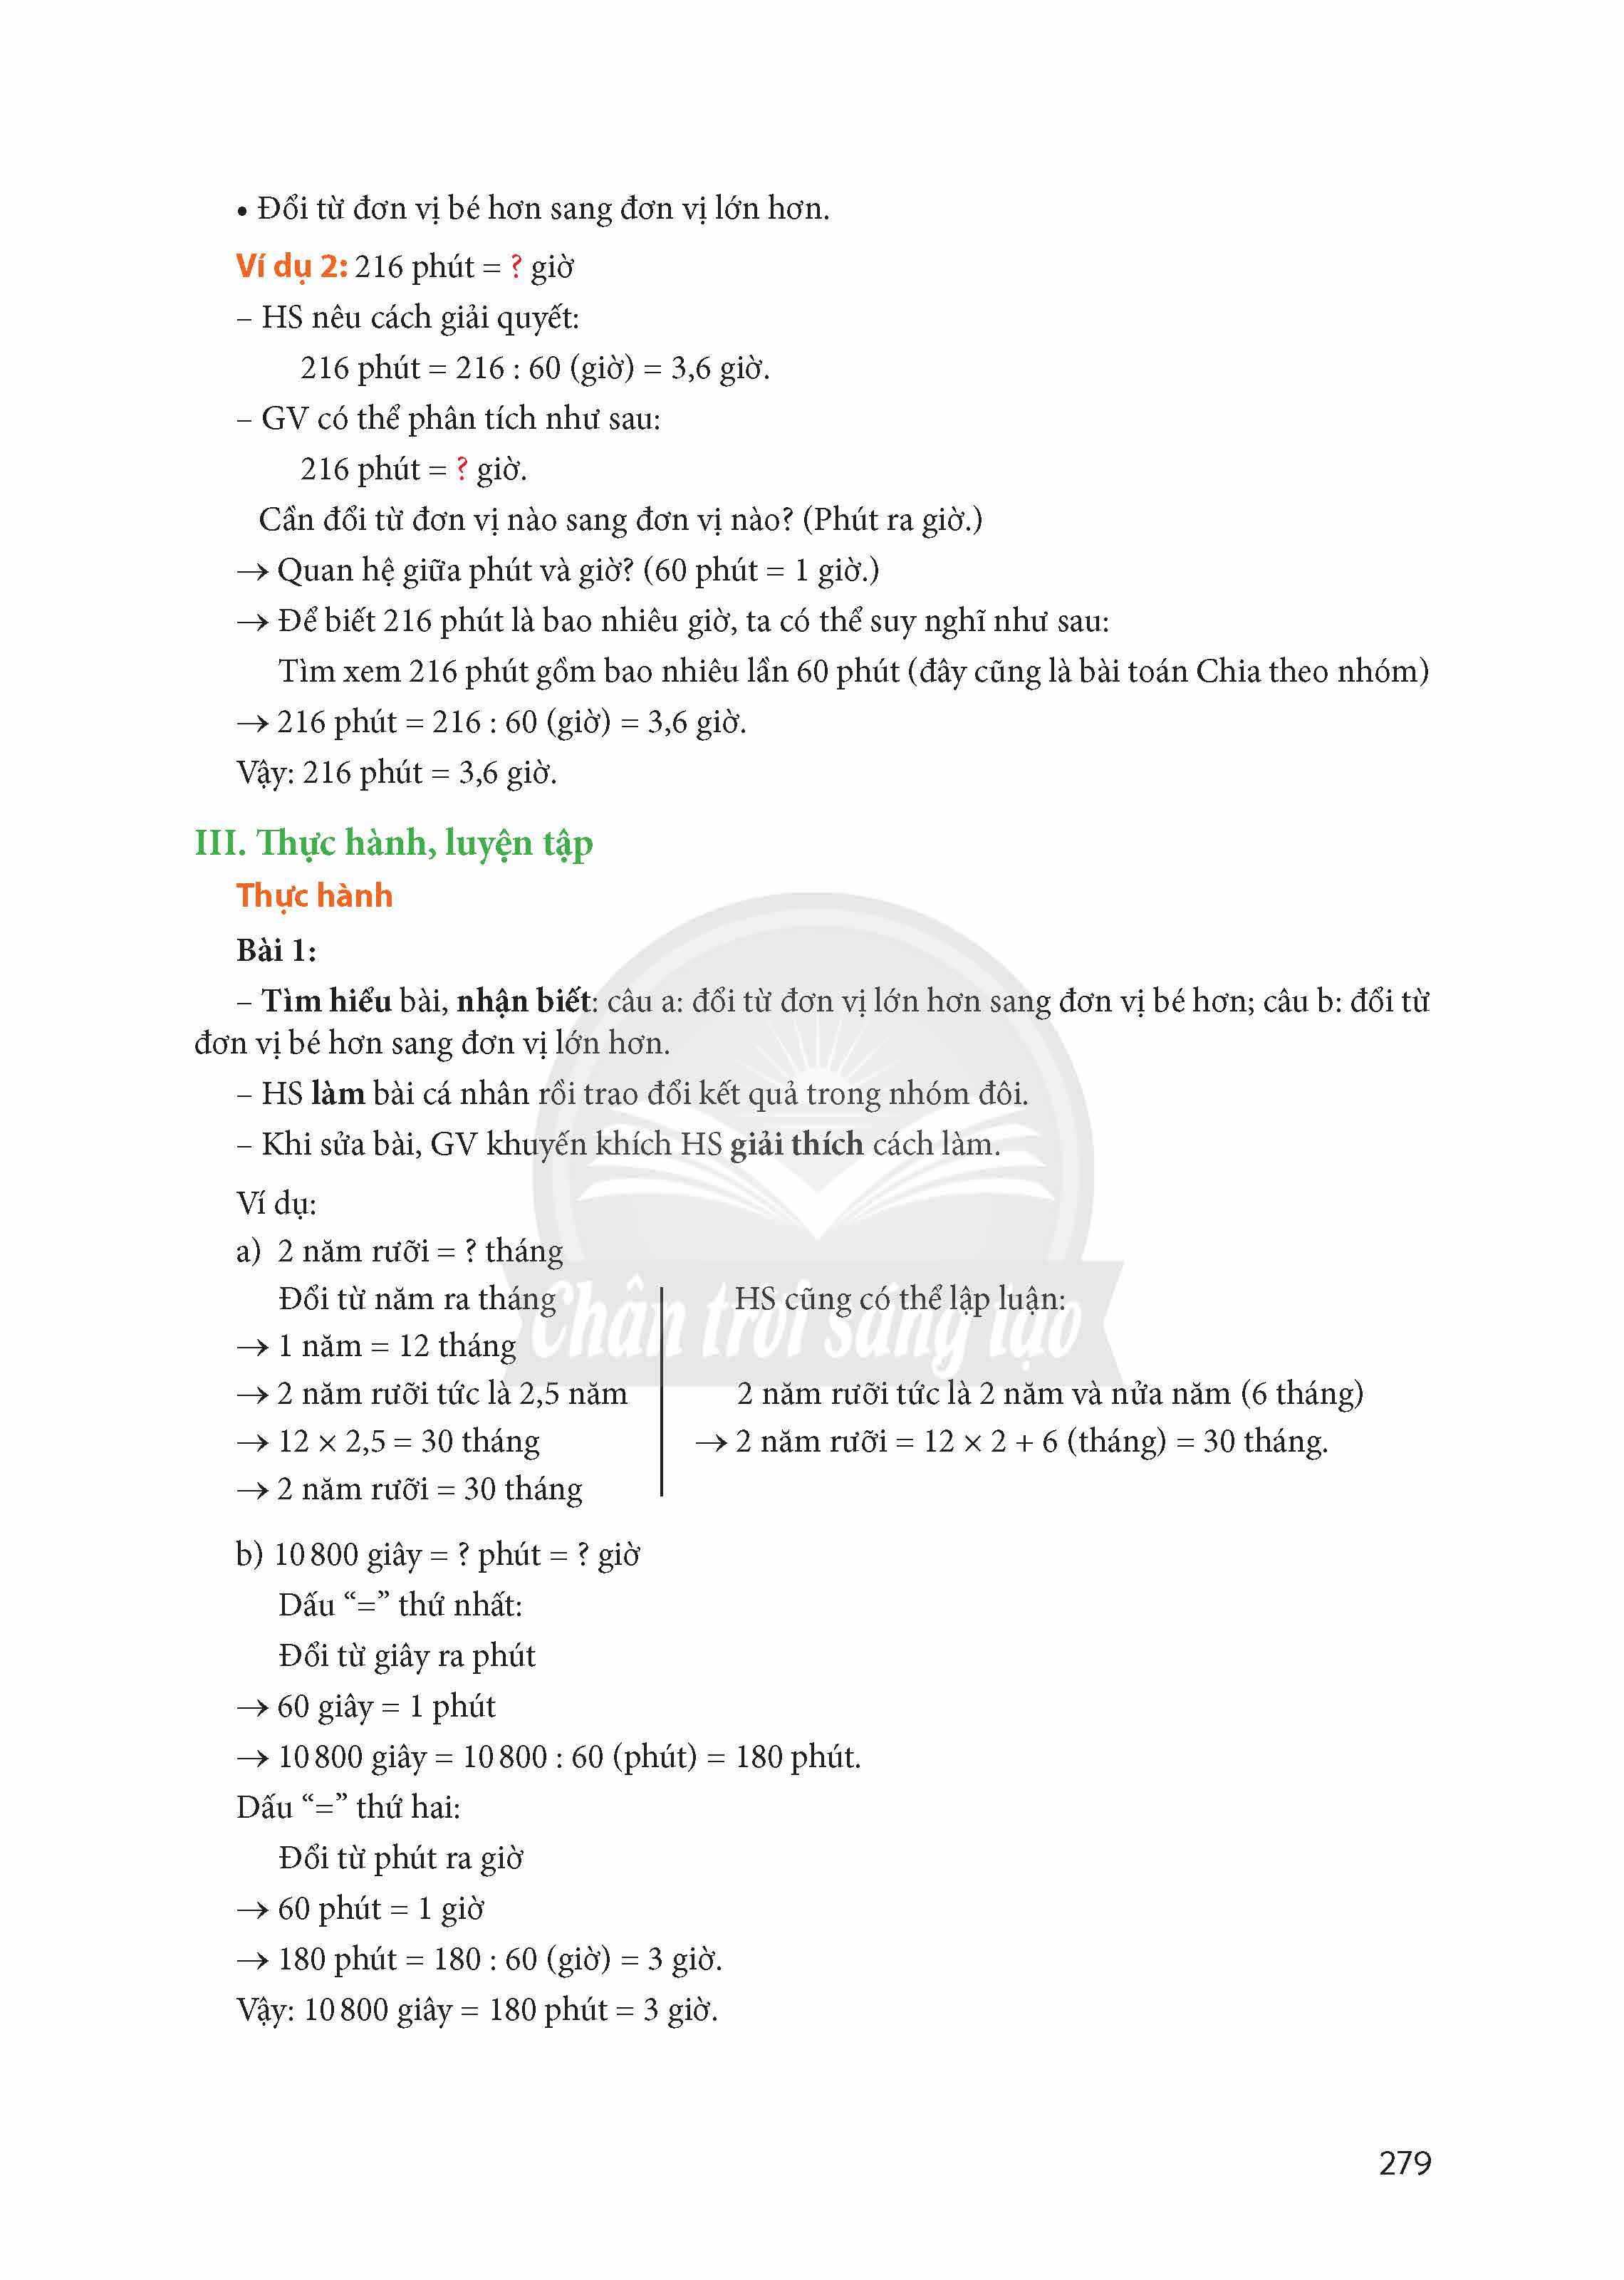 • Đổi từ đơn vị bé hơn sang đơn vị lớn hơn.
Ví dụ 2: 216 phút = ? giờ
– HS nêu cách giải quyết:
216 phút = 216 : 60 (giờ) = 3,6 giờ.
– GV có thể phân tích như sau:
216 phút = ? giờ.
Cần đổi từ đơn vị nào sang đơn vị nào? (Phút ra giờ.)
→ Quan hệ giữa phút và giờ? (60 phút = 1 giờ.)
→ Để biết 216 phút là bao nhiêu giờ, ta có thể suy nghĩ như sau:
Tìm xem 216 phút gồm bao nhiêu lần 60 phút (đây cũng là bài toán Chia theo nhóm)
→ 216 phút = 216 : 60 (giờ) = 3,6 giờ.
Vậy: 216 phút = 3,6 giờ.
III. Thực hành, luyện tập
Thực hành
Bài 1:
– Tìm hiểu bài, nhận biết: câu a: đổi từ đơn vị lớn hơn sang đơn vị bé hơn; câu b: đổi từ
đơn vị bé hơn sang đơn vị lớn hơn.
– HS làm bài cá nhân rồi trao đổi kết quả trong nhóm đôi.
– Khi sửa bài, GV khuyến khích HS giải thích cách làm.
Ví dụ:
a) 2 năm rưỡi = ? tháng
Đổi từ năm ra tháng
→ 1 năm = 12 tháng
→ 2 năm rưỡi tức là 2,5 năm
→ 12 × 2,5 = 30 tháng
→ 2 năm rưỡi = 30 tháng
HS cũng có thể lập luận:
2 năm rưỡi tức là 2 năm và nửa năm (6 tháng)
→ 2 năm rưỡi = 12 × 2 + 6 (tháng) = 30 tháng.
Chân trời sáng tạo
b) 10 800 giây = ? phút = ? giờ
Dấu “=” thứ nhất:
Đổi từ giây ra phút
→ 60 giây = 1 phút
→ 10 800 giây = 10 800 : 60 (phút) = 180 phút.
Dấu “=” thứ hai:
Đổi từ phút ra giờ
→ 60 phút = 1 giờ
→ 180 phút = 180 : 60 (giờ) = 3 giờ.
Vậy: 10 800 giây = 180 phút = 3 giờ.
279